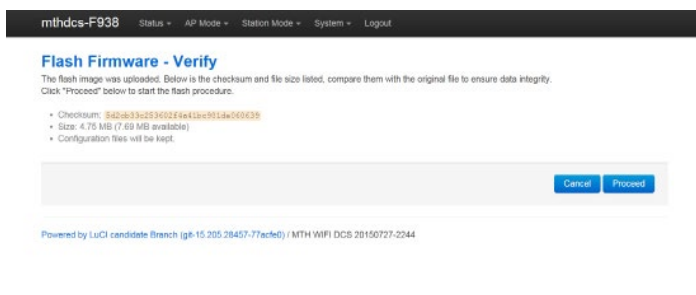 mthdcs-F938 Status AP Mode Station Mode System Logout
Flash Firmware - Verify
The flash image was uploaded. Below is the checksum and file size listed, compare them with the original file to ensure data integrity.
Click "Proceed" below to start the flash procedure.
Checksum:
Size: 4.75 MB (7.69 MB available)
Configuration files will be kept.
Cancel Proceed
Powered by LuCI candidate Branch (git-15.205.28457-77acfe0) / MTH WIFI DCS 20150727-2244